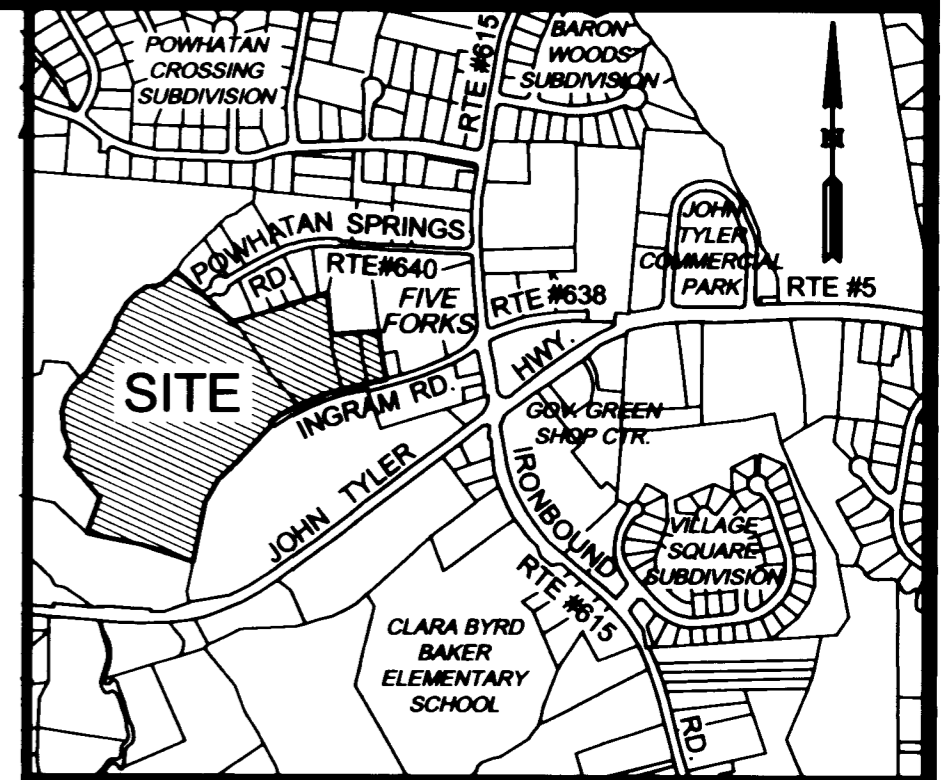 POWHATAN
CROSSING
SUBDIVISION
RTE #615
BARON
WOODS
SUBDIVISION
N
JOHN
TYLER
COMMERCIAL
PARK
RTE #5
POWHATAN SPRINGS
RD.
RTE#640
FIVE
FORKS
RTE #638
HWY.
SITE
INGRAM RD.
GOV. GREEN
SHOP CTR.
JOHN TYLER
IRONBOUND
RTE #615
VILLAGE
SQUARE
SUBDIVISION
CLARA BYRD
BAKER
ELEMENTARY
SCHOOL
RD.